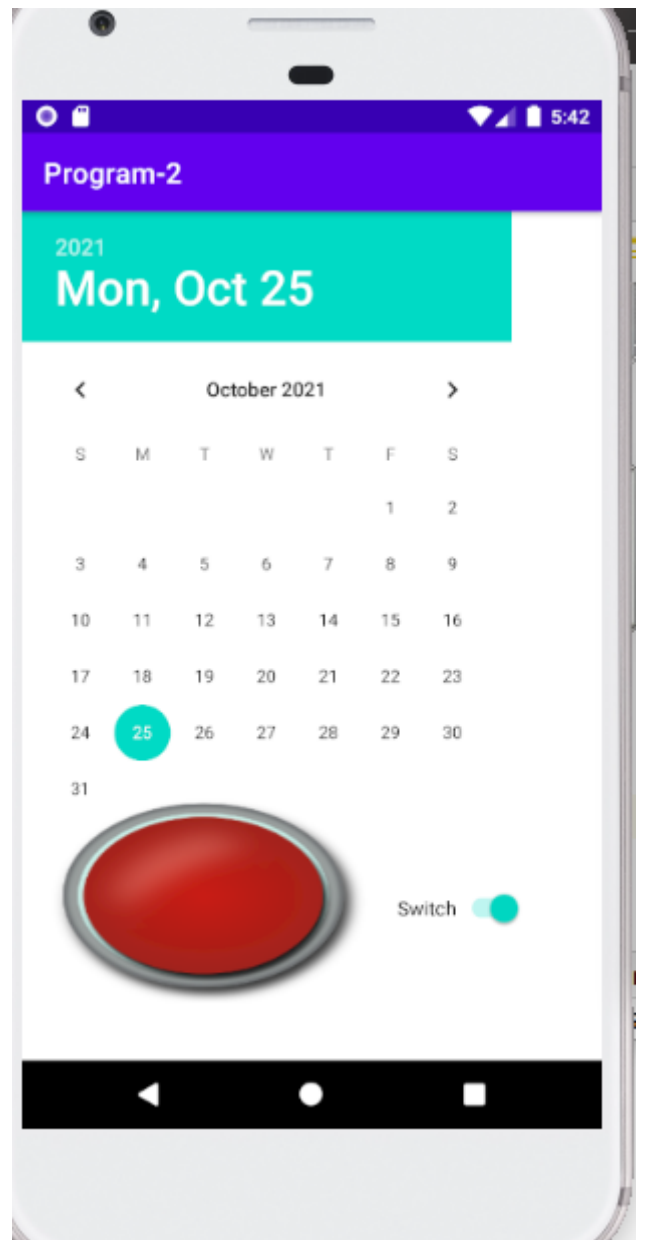 5:42
Program-2
2021
Mon, Oct 25
October 2021
S M T W T F S
1 2
3 4 5 6 7 8 9
10 11 12 13 14 15 16
17 18 19 20 21 22 23
24 25 26 27 28 29 30
31
Switch